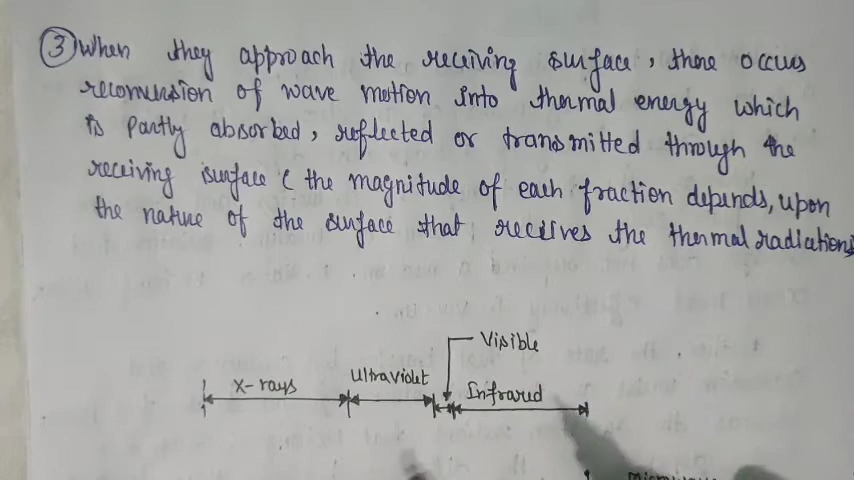 ③ When they approach the receiving surface, there occurs
reconversion of wave motion into thermal energy which
is partly absorbed, reflected or transmitted through the
receiving surface ( the magnitude of each fraction depends, upon
the nature of the surface that receives the thermal radiations
Visible
X-rays
Ultraviolet
Infrared